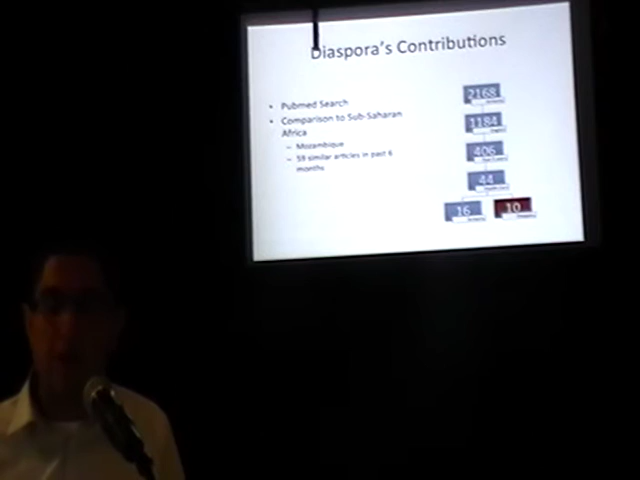 Diaspora's Contributions
• Pubmed Search
• Comparison to Sub-Saharan
Africa
– Mozambique
– 59 similar articles in past 6
months
2168
1184
406
44
16
10